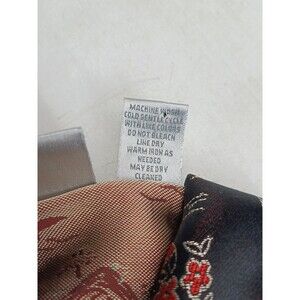 MACHINE WASH
COLD GENTLE CYCLE
WITH LIKE COLORS
DO NOT BLEACH
LINE DRY
WARM IRON AS
NEEDED
MAY BE DRY
CLEANED